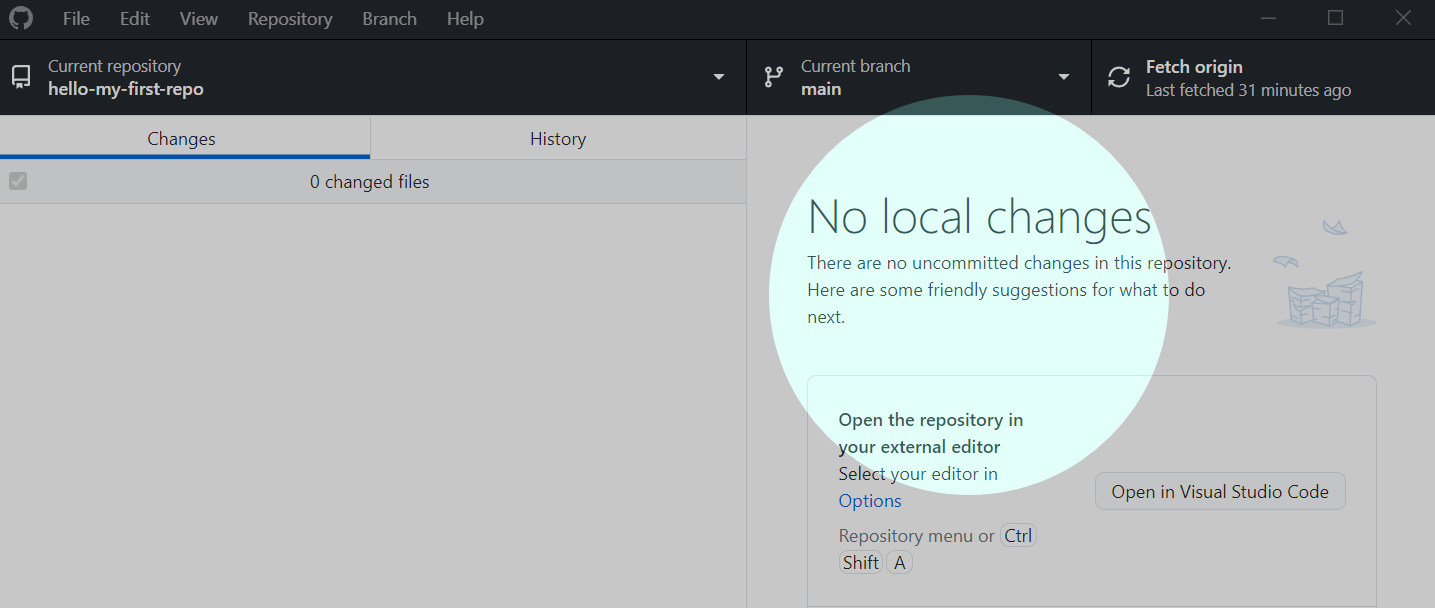 File Edit View Repository Branch Help
Current repository
hello-my-first-repo
Current branch
main
Fetch origin
Last fetched 31 minutes ago
Changes
History
0 changed files
No local changes
There are no uncommitted changes in this repository.
Here are some friendly suggestions for what to do
next.
Open the repository in
your external editor
Select your editor in
Options
Repository menu or Ctrl
Shift A
Open in Visual Studio Code